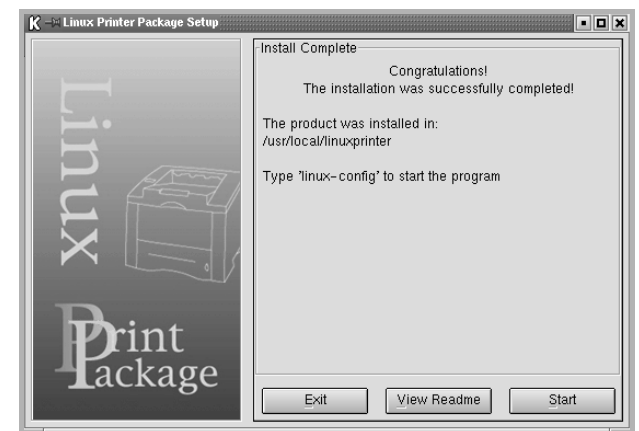 Linux Printer Package Setup
Linux
Print
Package
Install Complete
Congratulations!
The installation was successfully completed!
The product was installed in:
/usr/local/linuxprinter
Type 'linux-config' to start the program
Exit
View Readme
Start